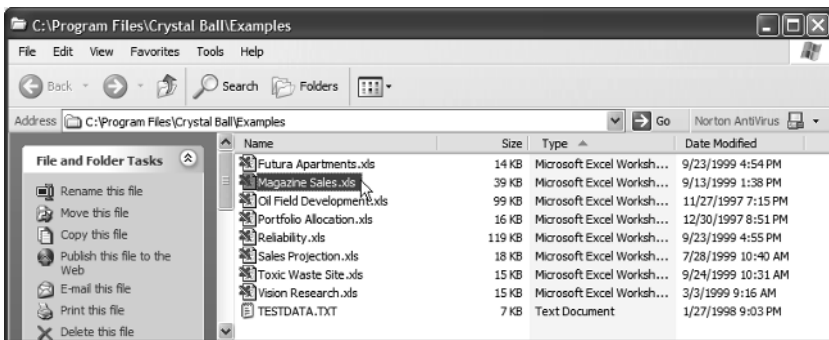 C:\Program Files\Crystal Ball\Examples
File Edit View Favorites Tools Help
Back Search Folders
Address C:\Program Files\Crystal Ball\Examples Go Norton AntiVirus
Name Size Type Date Modified
File and Folder Tasks
Rename this file
Move this file
Copy this file
Publish this file to the
Web
E-mail this file
Print this file
Delete this file
Futura Apartments.xls 14 KB Microsoft Excel Worksh... 9/23/1999 4:54 PM
Magazine Sales.xls 39 KB Microsoft Excel Worksh... 9/13/1999 1:38 PM
Oil Field Development.xls 99 KB Microsoft Excel Worksh... 11/27/1997 7:15 PM
Portfolio Allocation.xls 16 KB Microsoft Excel Worksh... 12/30/1997 8:51 PM
Reliability.xls 119 KB Microsoft Excel Worksh... 9/23/1999 4:55 PM
Sales Projection.xls 18 KB Microsoft Excel Worksh... 7/28/1999 10:40 AM
Toxic Waste Site.xls 15 KB Microsoft Excel Worksh... 9/24/1999 10:31 AM
Vision Research.xls 15 KB Microsoft Excel Worksh... 3/3/1999 9:16 AM
TESTDATA.TXT 7 KB Text Document 1/27/1998 9:03 PM